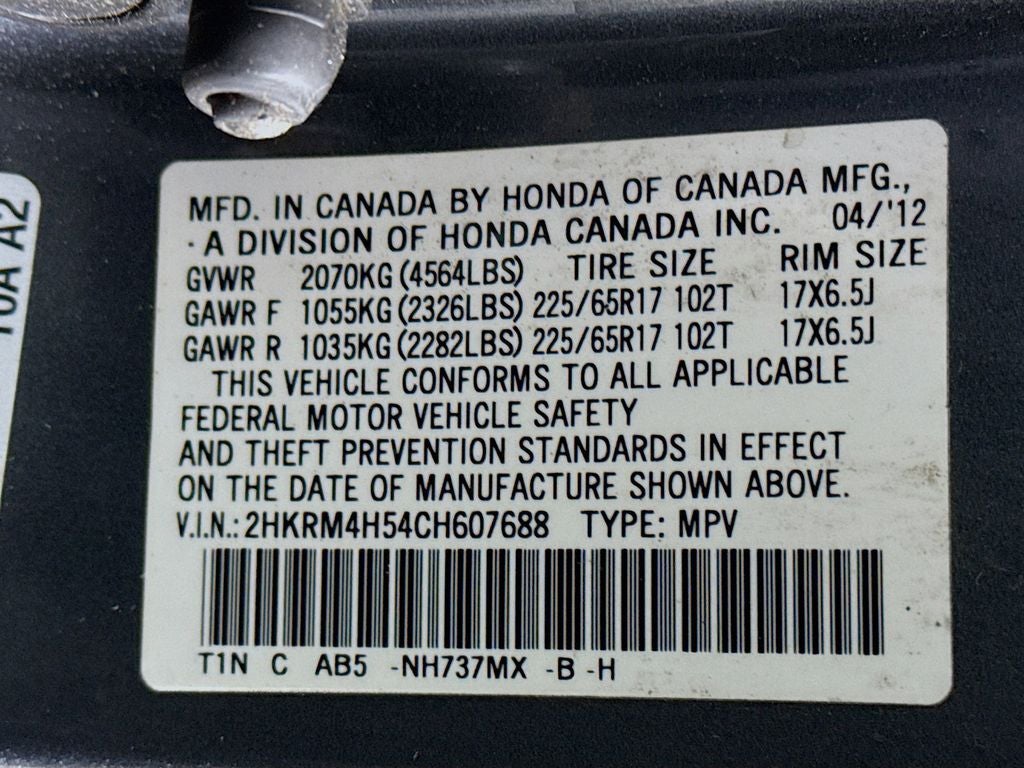 10A A2
MFD. IN CANADA BY HONDA OF CANADA MFG.,
· A DIVISION OF HONDA CANADA INC. 04/'12
GVWR 2070KG (4564LBS) TIRE SIZE RIM SIZE
GAWR F 1055KG (2326LBS) 225/65R17 102T 17X6.5J
GAWR R 1035KG (2282LBS) 225/65R17 102T 17X6.5J
THIS VEHICLE CONFORMS TO ALL APPLICABLE
FEDERAL MOTOR VEHICLE SAFETY
AND THEFT PREVENTION STANDARDS IN EFFECT
ON THE DATE OF MANUFACTURE SHOWN ABOVE.
V.I.N.: 2HKRM4H54CH607688 TYPE: MPV
T1N C AB5 -NH737MX -B -H